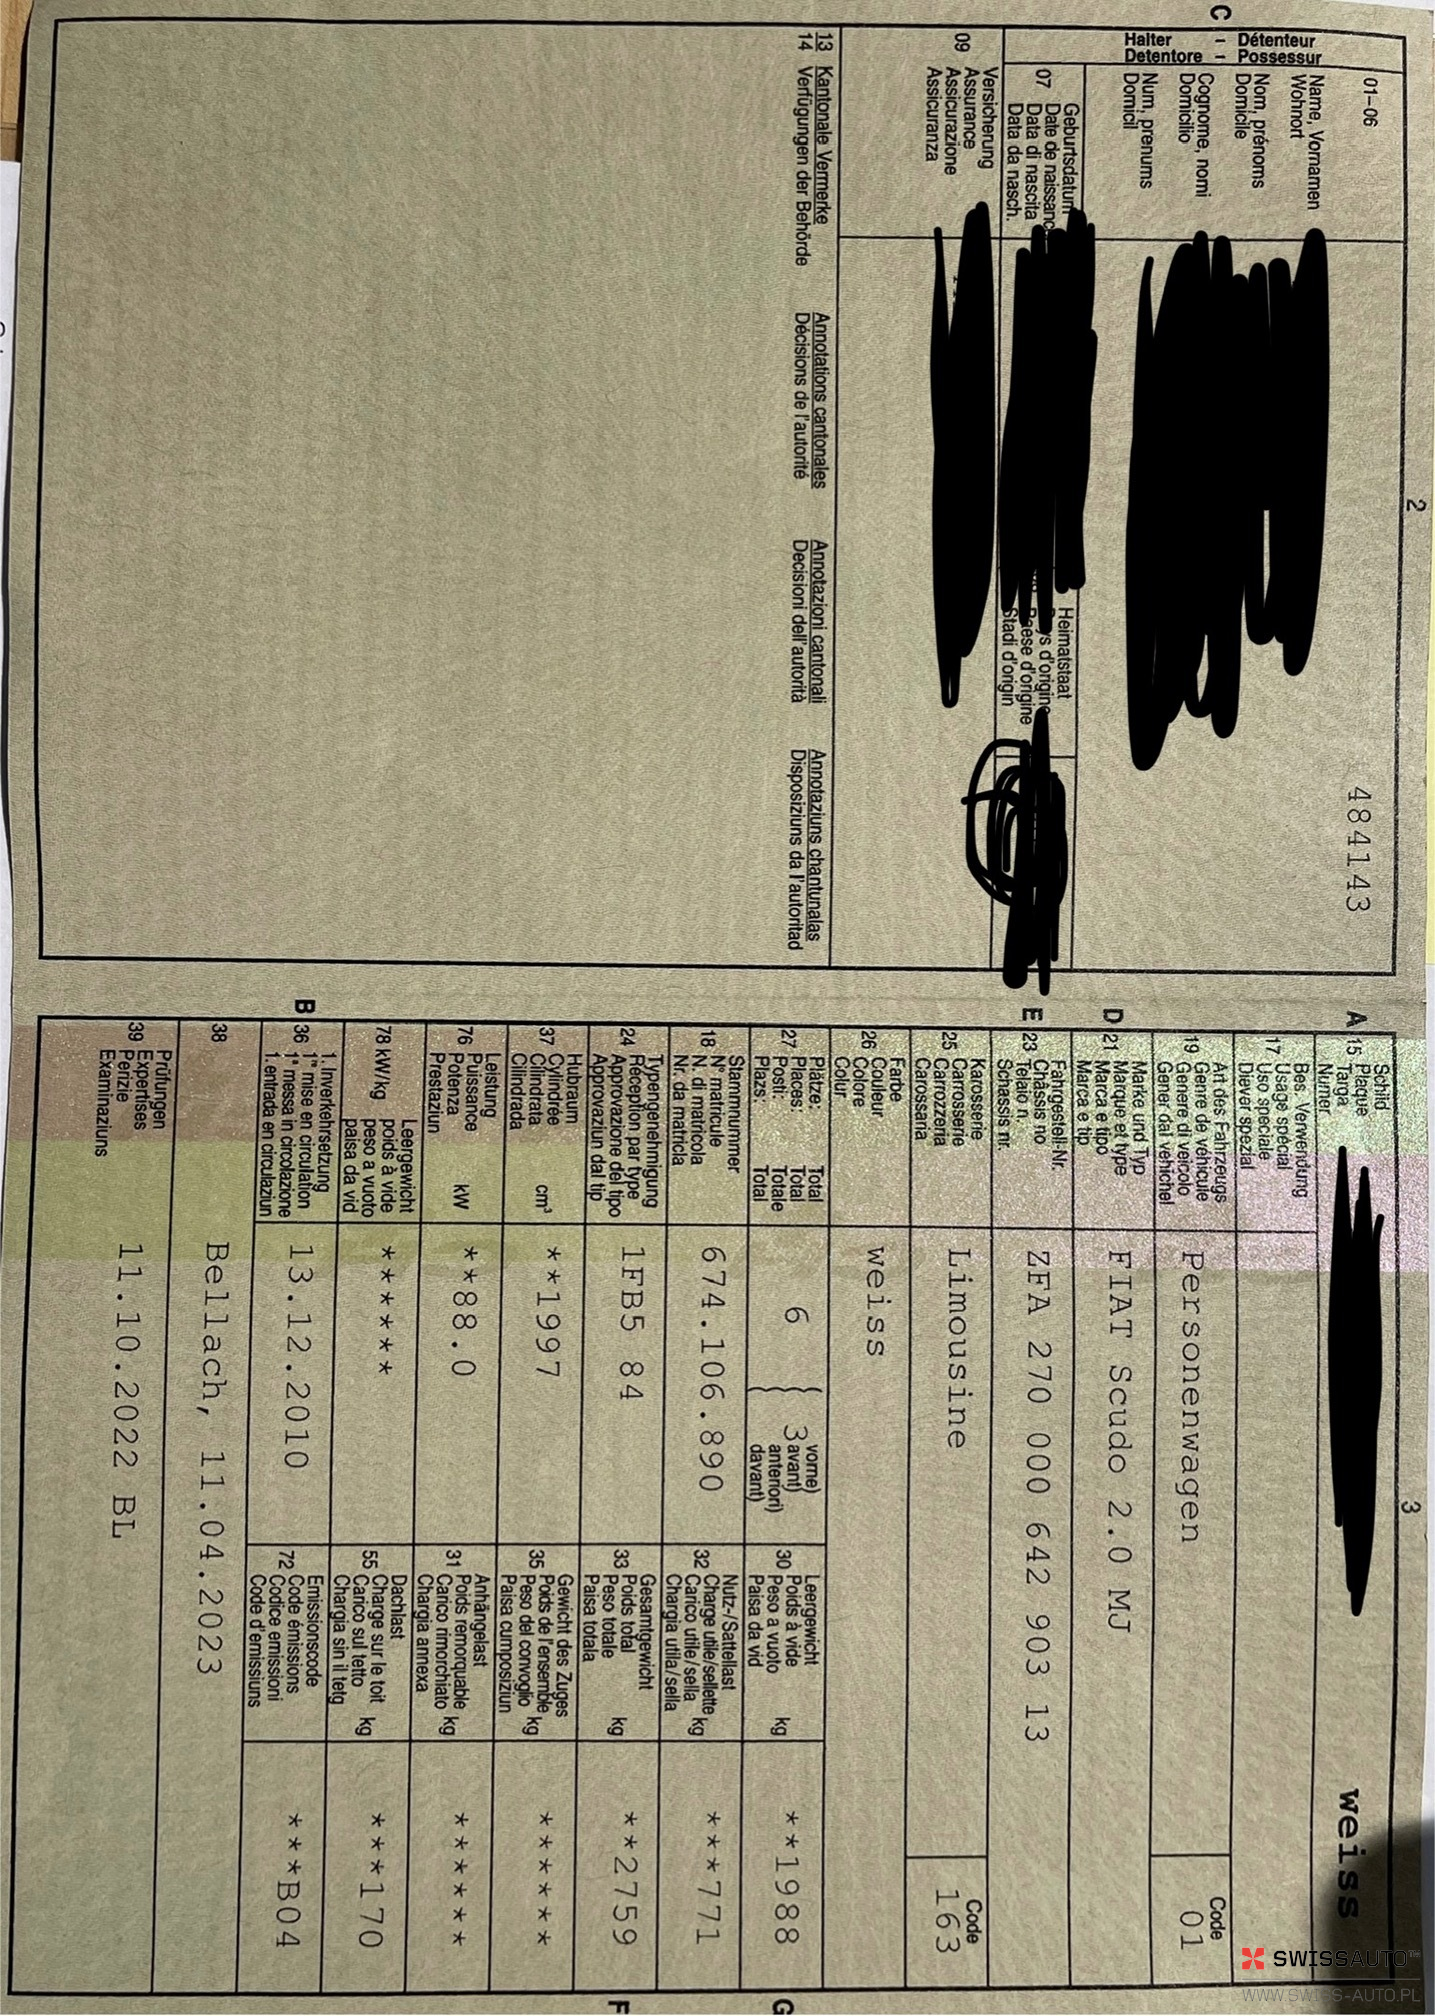 2
484143
01–06
C
Halter – Détenteur
Detentore – Possessur
Name, Vornamen
Wohnort
Nom, prénoms
Domicile
Cognome, nomi
Domicilio
Num, prenums
Domicil
07
Geburtsdatum
Date de naissanc
Data di nascita
Data da nasch.
Heimatstaat
d'origine
d'origine
Stadi d'origin
09
Versicherung
Assurance
Assicurazione
Assicuranza
13 Kantonale Vermerke Annotations cantonales Annotazioni cantonali Annotaziuns chantunalas
14 Verfügungen der Behörde Décisions de l'autorité Decisioni dell'autorità Disposiziuns da l'autoritad
3
A 15
Schild
Plaque
Targa
Numer
weiss
17
Bes. Verwendung
Usage spécial
Uso speciale
Diever spezial
19
Art des Fahrzeugs
Genre de véhicule
Genere di veicolo
Gener dal vehichel
Personenwagen
Code
01
D 21
Marke und Typ
Marque et type
Marca e tipo
Marca e tip
FIAT Scudo 2.0 MJ
E 23
Fahrgestell-Nr.
Châssis no
Telaio n.
Schassis nr.
ZFA 270 000 642 903 13
25
Karosserie
Carrosserie
Carrozzeria
Carossaria
Limousine
Code
163
26
Farbe
Couleur
Colore
Colur
weiss
27
Plätze: Total
Places: Total
Posti: Totale
Plazs: Total
6
3
vorne)
avant)
anteriori)
davant)
30
Leergewicht
Poids à vide
Peso a vuoto
Paisa da vid
kg
**1988
G
18
Stammnummer
N° matricule
N. di matricola
Nr. da matricla
674.106.890
32
Nutz-/Sattellast
Charge utile/sellette
Carico utile/sella
Chargia utila/sella
kg
***771
24
Typengenehmigung
Réception par type
Approvazione del tipo
Approvaziun dal tip
1FB5 84
33
Gesamtgewicht
Poids total
Peso totale
Paisa totala
kg
**2759
F
37
Hubraum
Cylindrée
Cilindrata
Cilindrada
cm³
**1997
35
Gewicht des Zuges
Poids de l'ensemble
Peso del convoglio
Paisa cumposiziun
kg
******
76
Leistung
Puissance
Potenza
Prestaziun
kW
**88.0
31
Anhängelast
Poids remorquable
Carico rimorchiato
Chargia annexa
kg
******
78 kW/kg
Leergewicht
poids à vide
peso a vuoto
paisa da vid
******
55
Dachlast
Charge sur le toit
Carico sul tetto
Chargia sin il tetg
kg
***170
B 36
1. Inverkehrsetzung
1re mise en circulation
1a messa in circolazione
1. entrada en circulaziun
13.12.2010
72
Emissionscode
Code émissions
Codice emissioni
Code d'emissiuns
***B04
38
Bellach, 11.04.2023
39
Prüfungen
Expertises
Perizie
Examinaziuns
11.10.2022 BL
SWISSAUTO™
WWW.SWISS-AUTO.PL